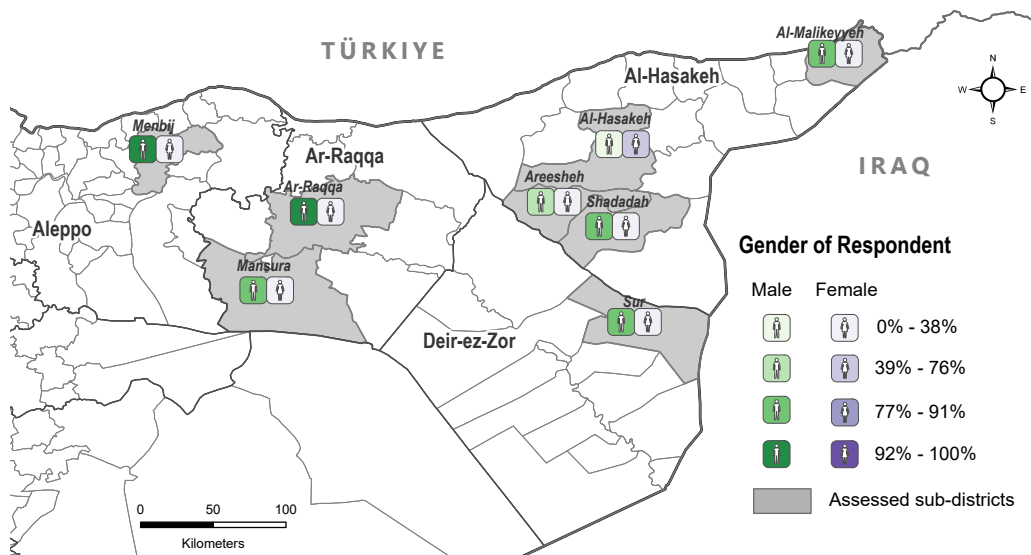 TÜRKIYE
Al-Malikeyyeh
Al-Hasakeh
N
W E
S
Menbij
Al-Hasakeh
IRAQ
Ar-Raqqa
Ar-Raqqa
Areesheh
Shadadah
Aleppo
Mansura
Gender of Respondent
Male Female
Sur
Deir-ez-Zor
0% - 38%
39% - 76%
77% - 91%
92% - 100%
Assessed sub-districts
0 50 100
Kilometers